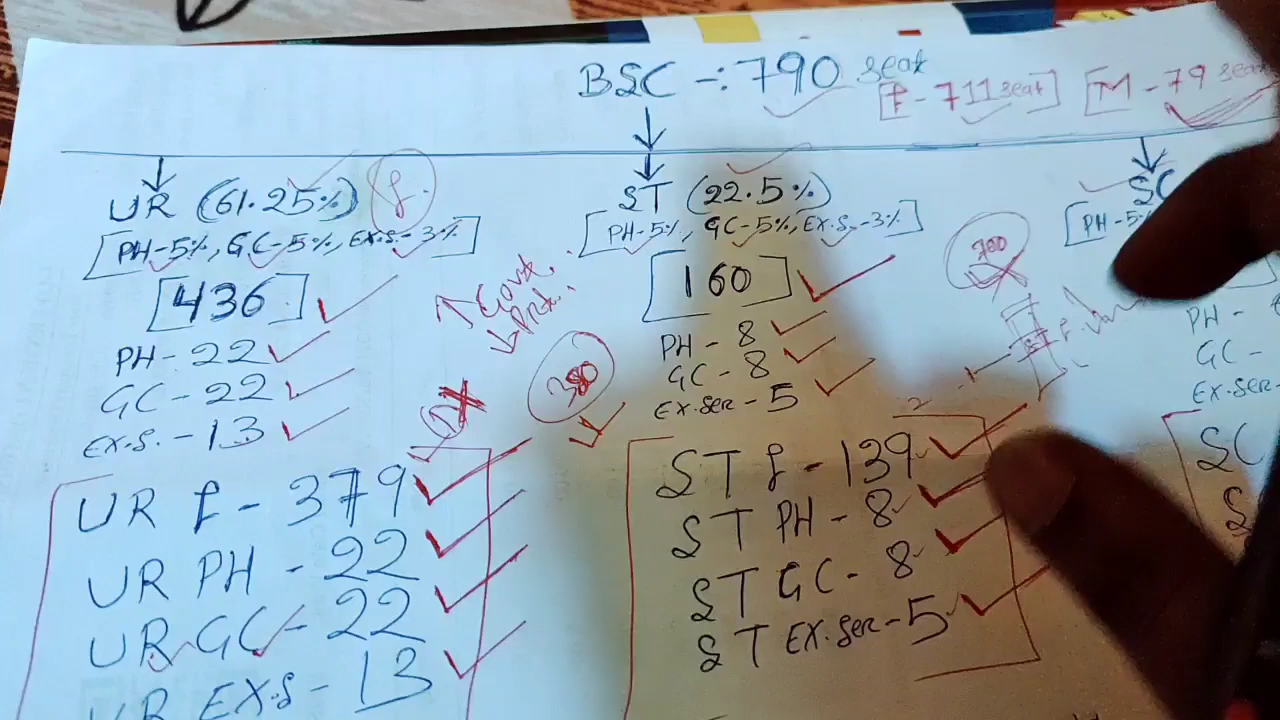 BSC -: 790 seat
[F - 711 seat] [M - 79 seat
UR (61.25%) f.
[PH-5%, GC-5%, EX.S.-3%]
[436]
PH - 22
GC - 22
EX.S. - 13
UR F - 379
UR PH - 22
UR GC - 22
UR EX.S - 13
Govt.
380
ST (22.5%)
[PH-5%, GC-5%, EX.S.-3%]
[160]
PH - 8
GC - 8
EX.SER - 5
ST F - 139
ST PH - 8
ST GC - 8
ST EX.SER - 5
700
SC
[PH-5%
PH -
GC -
EX.SER
SC
S